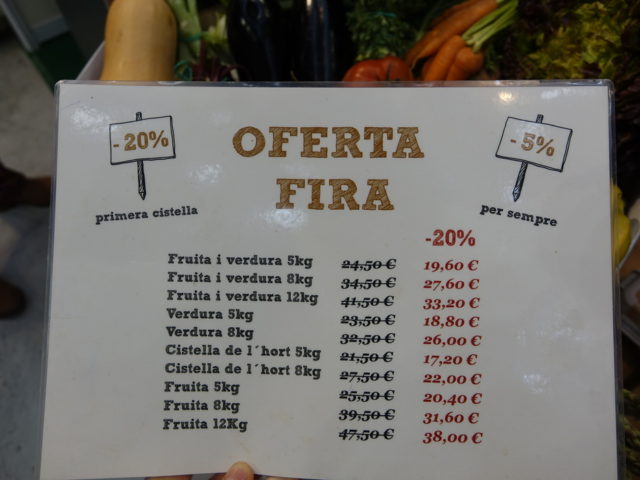 - 20%
primera cistella
OFERTA
FIRA
- 5%
per sempre
-20%
Fruita i verdura 5kg 24,50 € 19,60 €
Fruita i verdura 8kg 34,50 € 27,60 €
Fruita i verdura 12kg 41,50 € 33,20 €
Verdura 5kg 23,50 € 18,80 €
Verdura 8kg 32,50 € 26,00 €
Cistella de l´hort 5kg 21,50 € 17,20 €
Cistella de l´hort 8kg 27,50 € 22,00 €
Fruita 5kg 25,50 € 20,40 €
Fruita 8kg 39,50 € 31,60 €
Fruita 12Kg 47,50 € 38,00 €